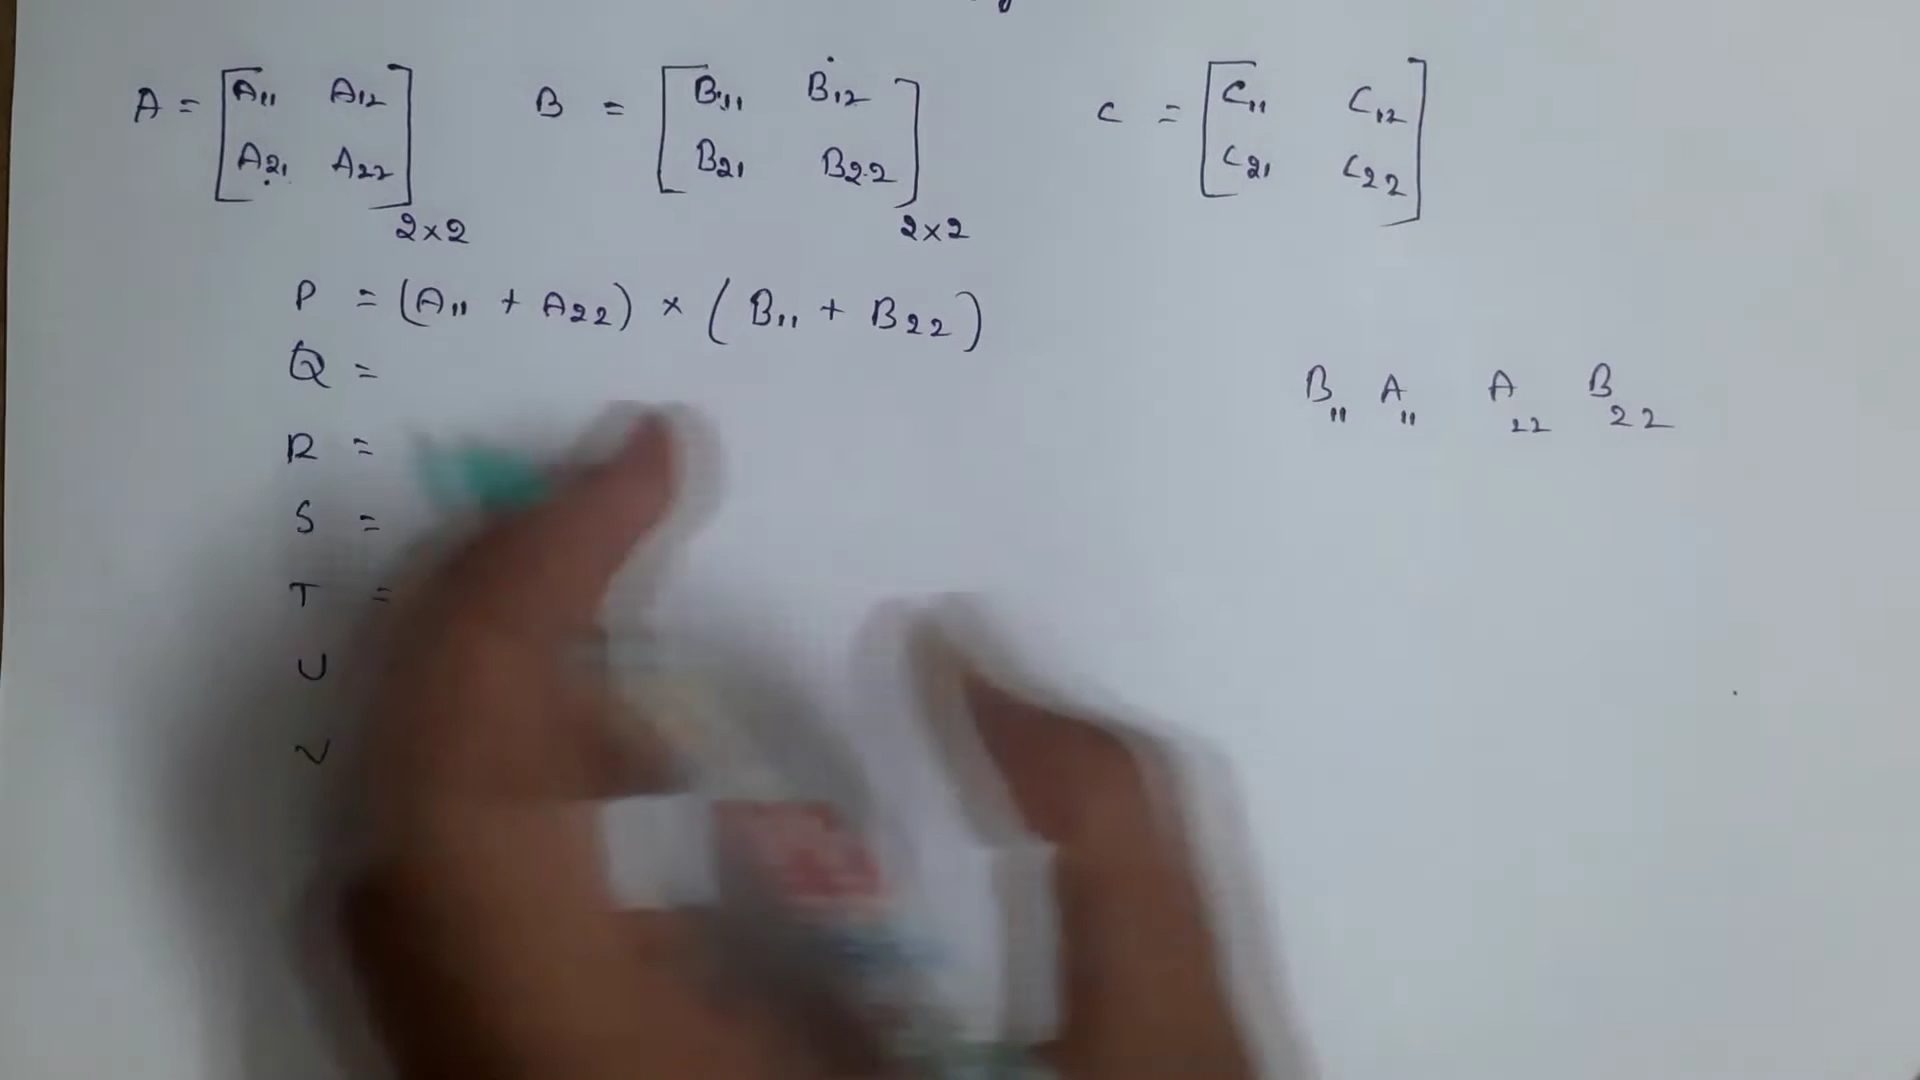 A = [ A11 A12
A21 A22 ] 2×2
B = [ B11 B12
B21 B22 ] 2×2
C = [ C11 C12
C21 C22 ]
P = (A11 + A22) × (B11 + B22)
Q =
R =
S =
T =
U
V
B11 A11 A22 B22